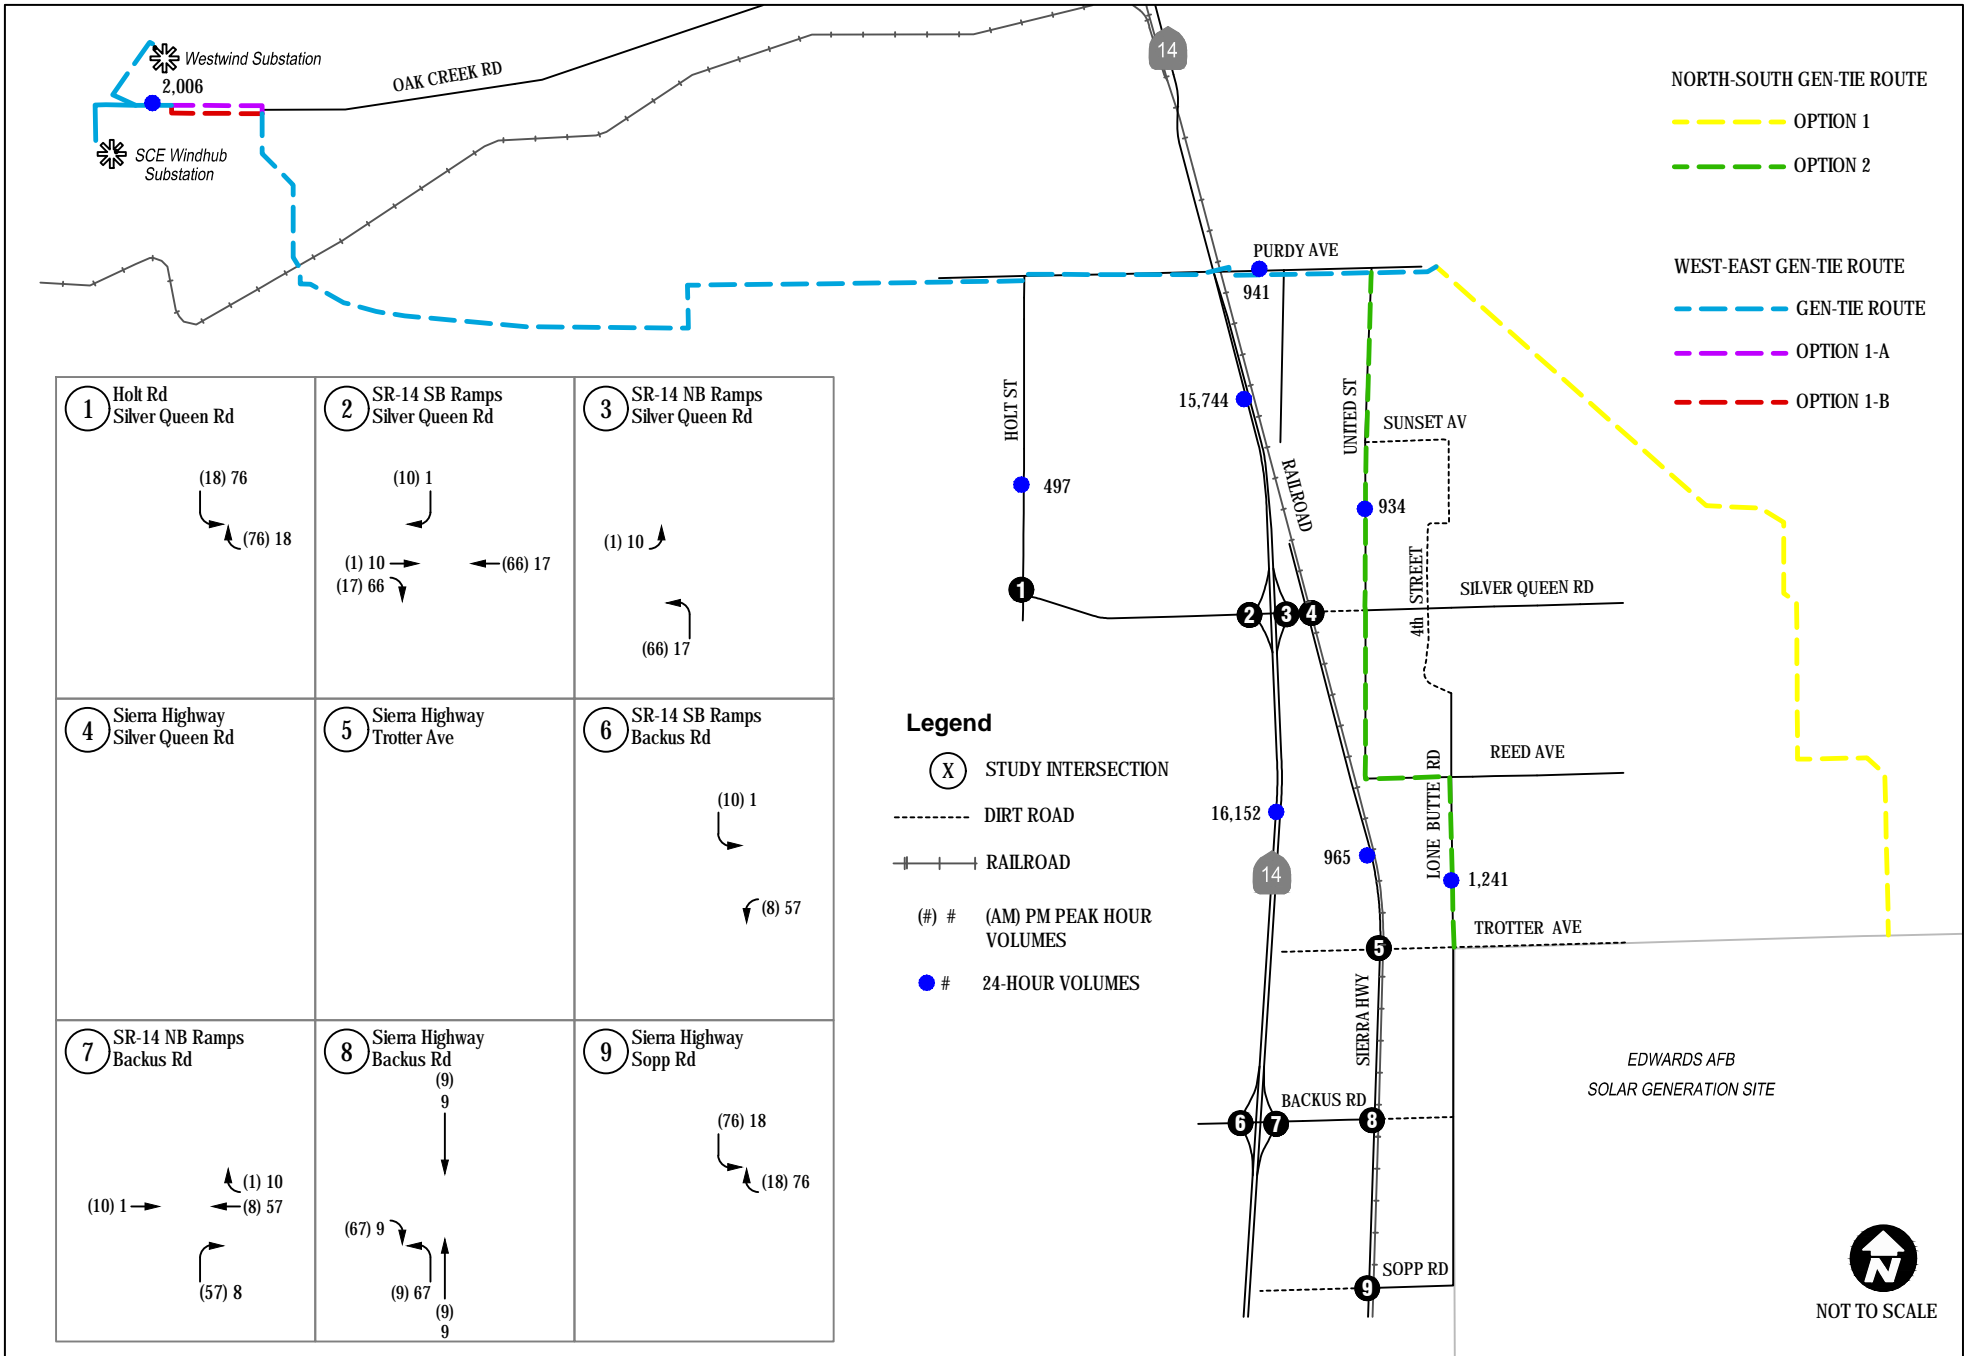 Westwind Substation
2,006
OAK CREEK RD
SCE Windhub
Substation
14
NORTH-SOUTH GEN-TIE ROUTE
OPTION 1
OPTION 2
WEST-EAST GEN-TIE ROUTE
GEN-TIE ROUTE
OPTION 1-A
OPTION 1-B
PURDY AVE
941
HOLT ST
15,744
UNITED ST
SUNSET AV
RAILROAD
497
934
4th STREET
SILVER QUEEN RD
1
2
3
4
REED AVE
LONE BUTTE RD
16,152
965
14
1,241
TROTTER AVE
5
SIERRA HWY
BACKUS RD
6
7
8
SOPP RD
9
EDWARDS AFB
SOLAR GENERATION SITE
N
NOT TO SCALE
Legend
X STUDY INTERSECTION
DIRT ROAD
RAILROAD
(#) # (AM) PM PEAK HOUR
VOLUMES
# 24-HOUR VOLUMES
1 Holt Rd
Silver Queen Rd
(18) 76
(76) 18
2 SR-14 SB Ramps
Silver Queen Rd
(10) 1
(1) 10
(66) 17
(17) 66
3 SR-14 NB Ramps
Silver Queen Rd
(1) 10
(66) 17
4 Sierra Highway
Silver Queen Rd
5 Sierra Highway
Trotter Ave
6 SR-14 SB Ramps
Backus Rd
(10) 1
(8) 57
7 SR-14 NB Ramps
Backus Rd
(1) 10
(10) 1
(8) 57
(57) 8
8 Sierra Highway
Backus Rd
(9)
9
(67) 9
(9) 67
(9)
9
9 Sierra Highway
Sopp Rd
(76) 18
(18) 76